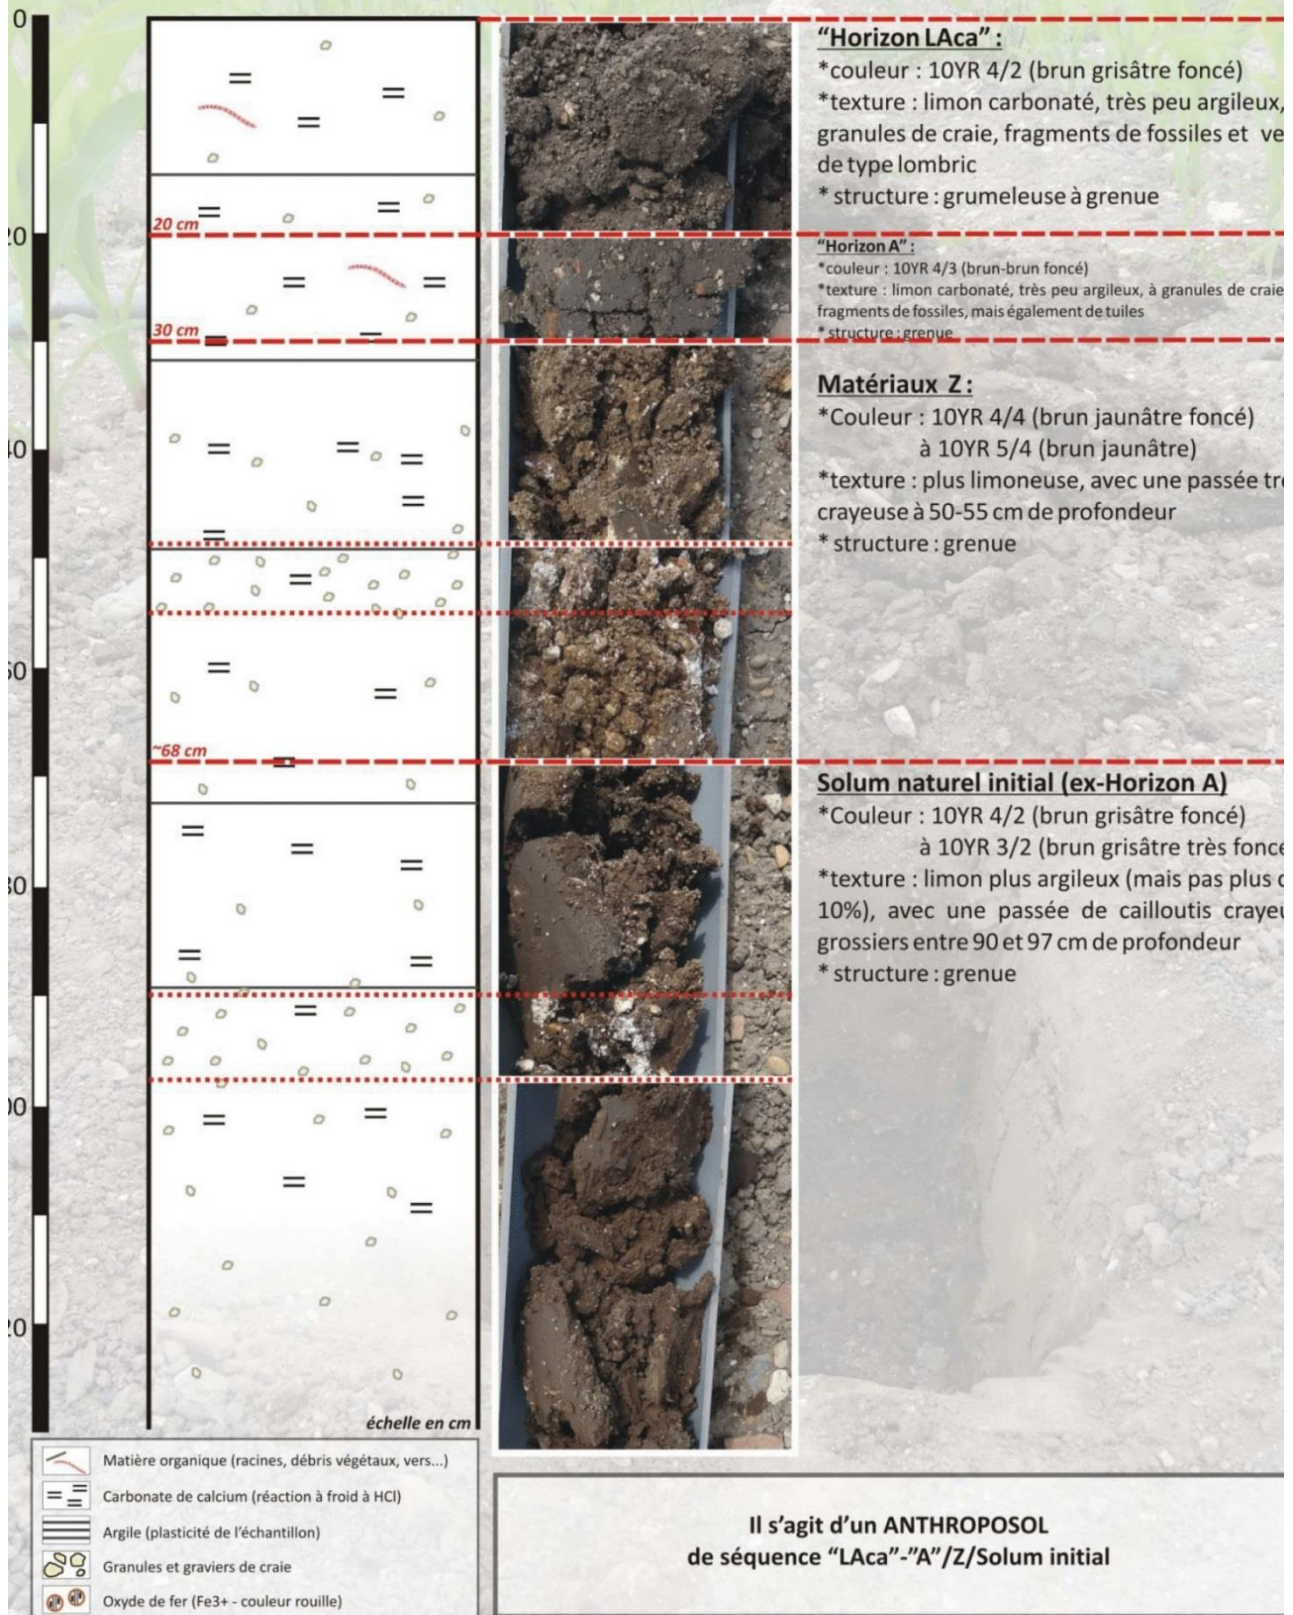 0
"Horizon LAca" :
*couleur : 10YR 4/2 (brun grisâtre foncé)
*texture : limon carbonaté, très peu argileux,
granules de craie, fragments de fossiles et
de type lombric
* structure : grumeleuse à grenue
20 cm
20
"Horizon A" :
*couleur : 10YR 4/3 (brun-brun foncé)
*texture : limon carbonaté, très peu argileux, à granules de craie
fragments de fossiles, mais également de tuiles
* structure : grenue
30 cm
Matériaux Z :
*Couleur : 10YR 4/4 (brun jaunâtre foncé)
à 10YR 5/4 (brun jaunâtre)
40
*texture : plus limoneuse, avec une passée
crayeuse à 50-55 cm de profondeur
* structure : grenue
60
~68 cm
Solum naturel initial (ex-Horizon A)
*Couleur : 10YR 4/2 (brun grisâtre foncé)
à 10YR 3/2 (brun grisâtre très foncé
80
*texture : limon plus argileux (mais pas plus
10%), avec une passée de cailloutis
grossiers entre 90 et 97 cm de profondeur
* structure : grenue
00
20
échelle en cm
Matière organique (racines, débris végétaux, vers...)
Carbonate de calcium (réaction à froid à HCl)
Argile (plasticité de l'échantillon)
Granules et graviers de craie
Oxyde de fer (Fe3+ - couleur rouille)
Il s'agit d'un ANTHROPOSOL
de séquence "LAca"-"A"/Z/Solum initial